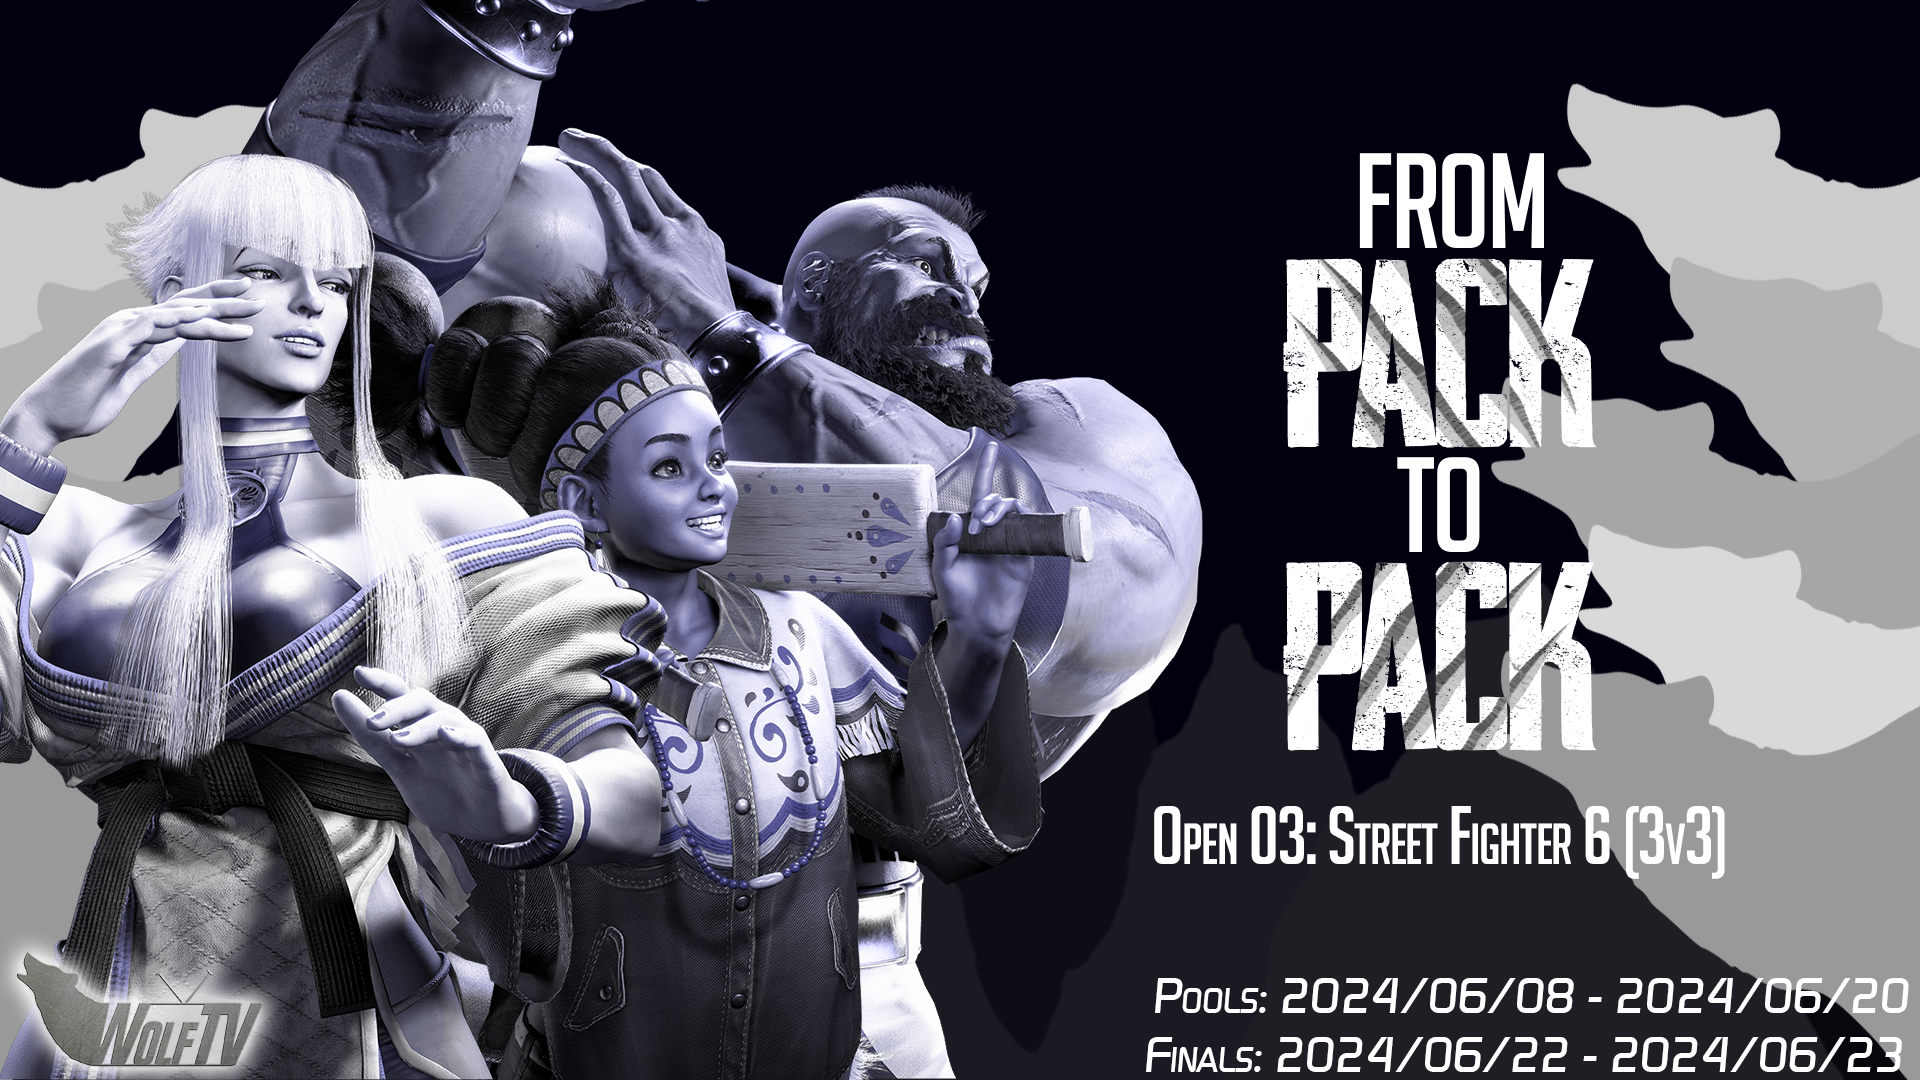 FROM
PACK
TO
PACK
Open 03: Street Fighter 6 (3v3)
Pools: 2024/06/08 - 2024/06/20
Finals: 2024/06/22 - 2024/06/23
WolfTV